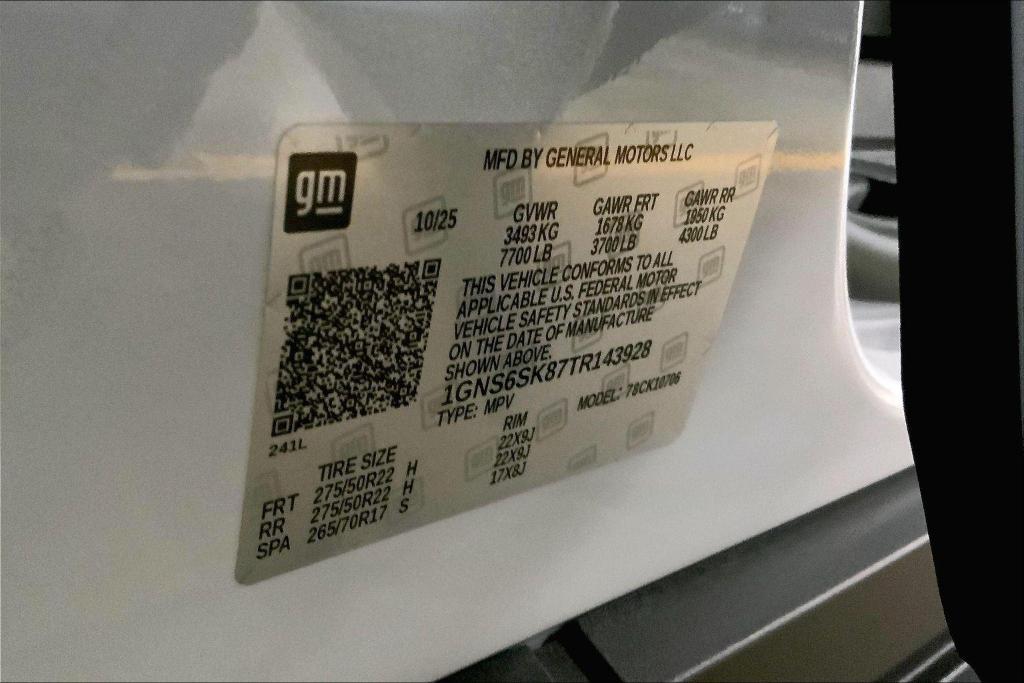 gm
MFD BY GENERAL MOTORS LLC
10/25
GVWR GAWR FRT GAWR RR
3493 KG 1678 KG 1950 KG
7700 LB 3700 LB 4300 LB
THIS VEHICLE CONFORMS TO ALL
APPLICABLE U.S. FEDERAL MOTOR
VEHICLE SAFETY STANDARDS IN EFFECT
ON THE DATE OF MANUFACTURE
SHOWN ABOVE.
1GNS6SK87TR143928
TYPE: MPV MODEL: 78CK10706
241L
TIRE SIZE RIM
FRT 275/50R22 H 22X9J
RR 275/50R22 H 22X9J
SPA 265/70R17 S 17X8J